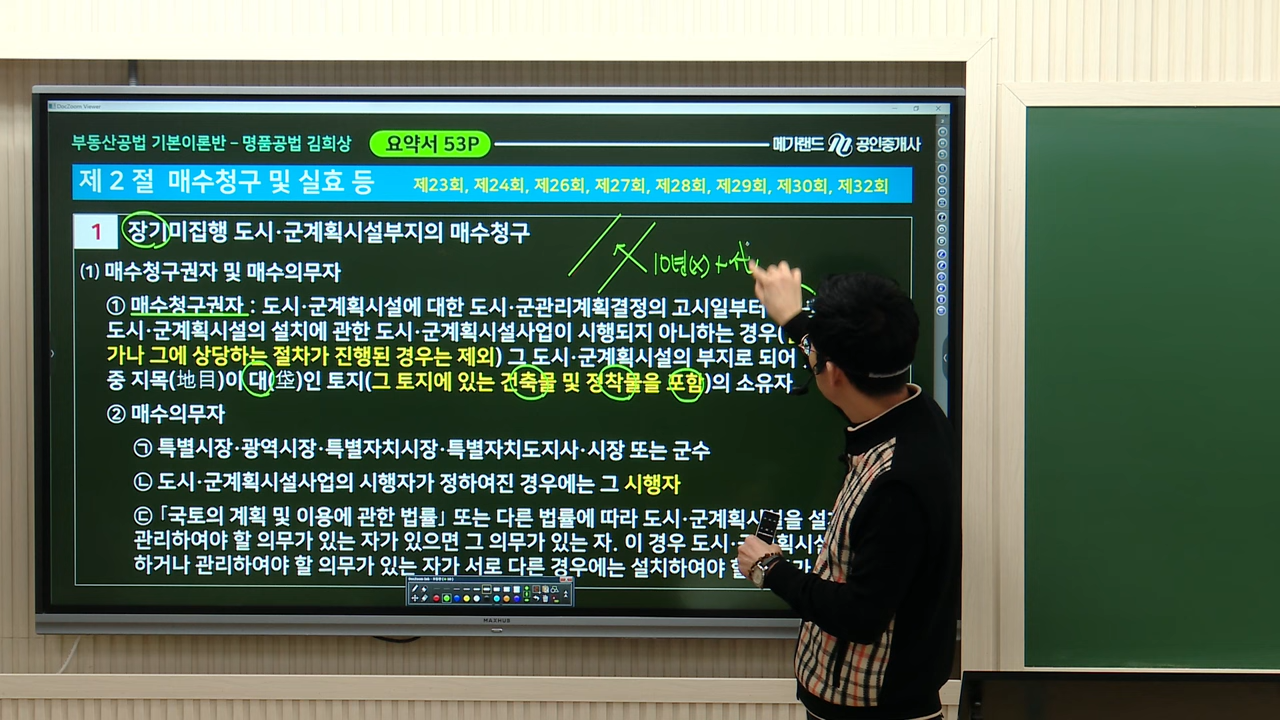 DocZoom Viewer
부동산공법 기본이론반 - 명품공법 김희상 요약서 53P 메가랜드 공인중개사
제 2 절 매수청구 및 실효 등 제23회, 제24회, 제26회, 제27회, 제28회, 제29회, 제30회, 제32회
1 장기미집행 도시·군계획시설부지의 매수청구
10년(x) +
(1) 매수청구권자 및 매수의무자
① 매수청구권자 : 도시·군계획시설에 대한 도시·군관리계획결정의 고시일부터
도시·군계획시설의 설치에 관한 도시·군계획시설사업이 시행되지 아니하는 경우(
가나 그에 상당하는 절차가 진행된 경우는 제외) 그 도시·군계획시설의 부지로 되어
중 지목(地目)이 대(垈)인 토지(그 토지에 있는 건축물 및 정착물을 포함)의 소유자
② 매수의무자
㉠ 특별시장·광역시장·특별자치시장·특별자치도지사·시장 또는 군수
㉡ 도시·군계획시설사업의 시행자가 정하여진 경우에는 그 시행자
㉢ ｢국토의 계획 및 이용에 관한 법률｣ 또는 다른 법률에 따라 도시·군계획시설을
관리하여야 할 의무가 있는 자가 있으면 그 의무가 있는 자. 이 경우 도시·군계획시설
하거나 관리하여야 할 의무가 있는 자가 서로 다른 경우에는 설치하여야 할
MAXHUB